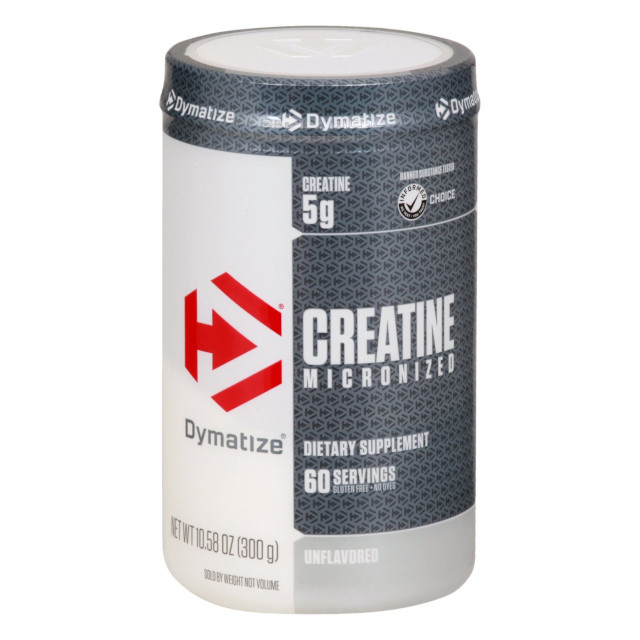 Dymatize
Dymatize
Dymatize
CREATINE
5g
BANNED SUBSTANCE TESTED
INFORMED
CHOICE
CREATINE
MICRONIZED
Dymatize®
DIETARY SUPPLEMENT
60 SERVINGS
GLUTEN FREE • NO DYES
NET WT 10.58 OZ (300 g)
UNFLAVORED
SOLD BY WEIGHT NOT VOLUME